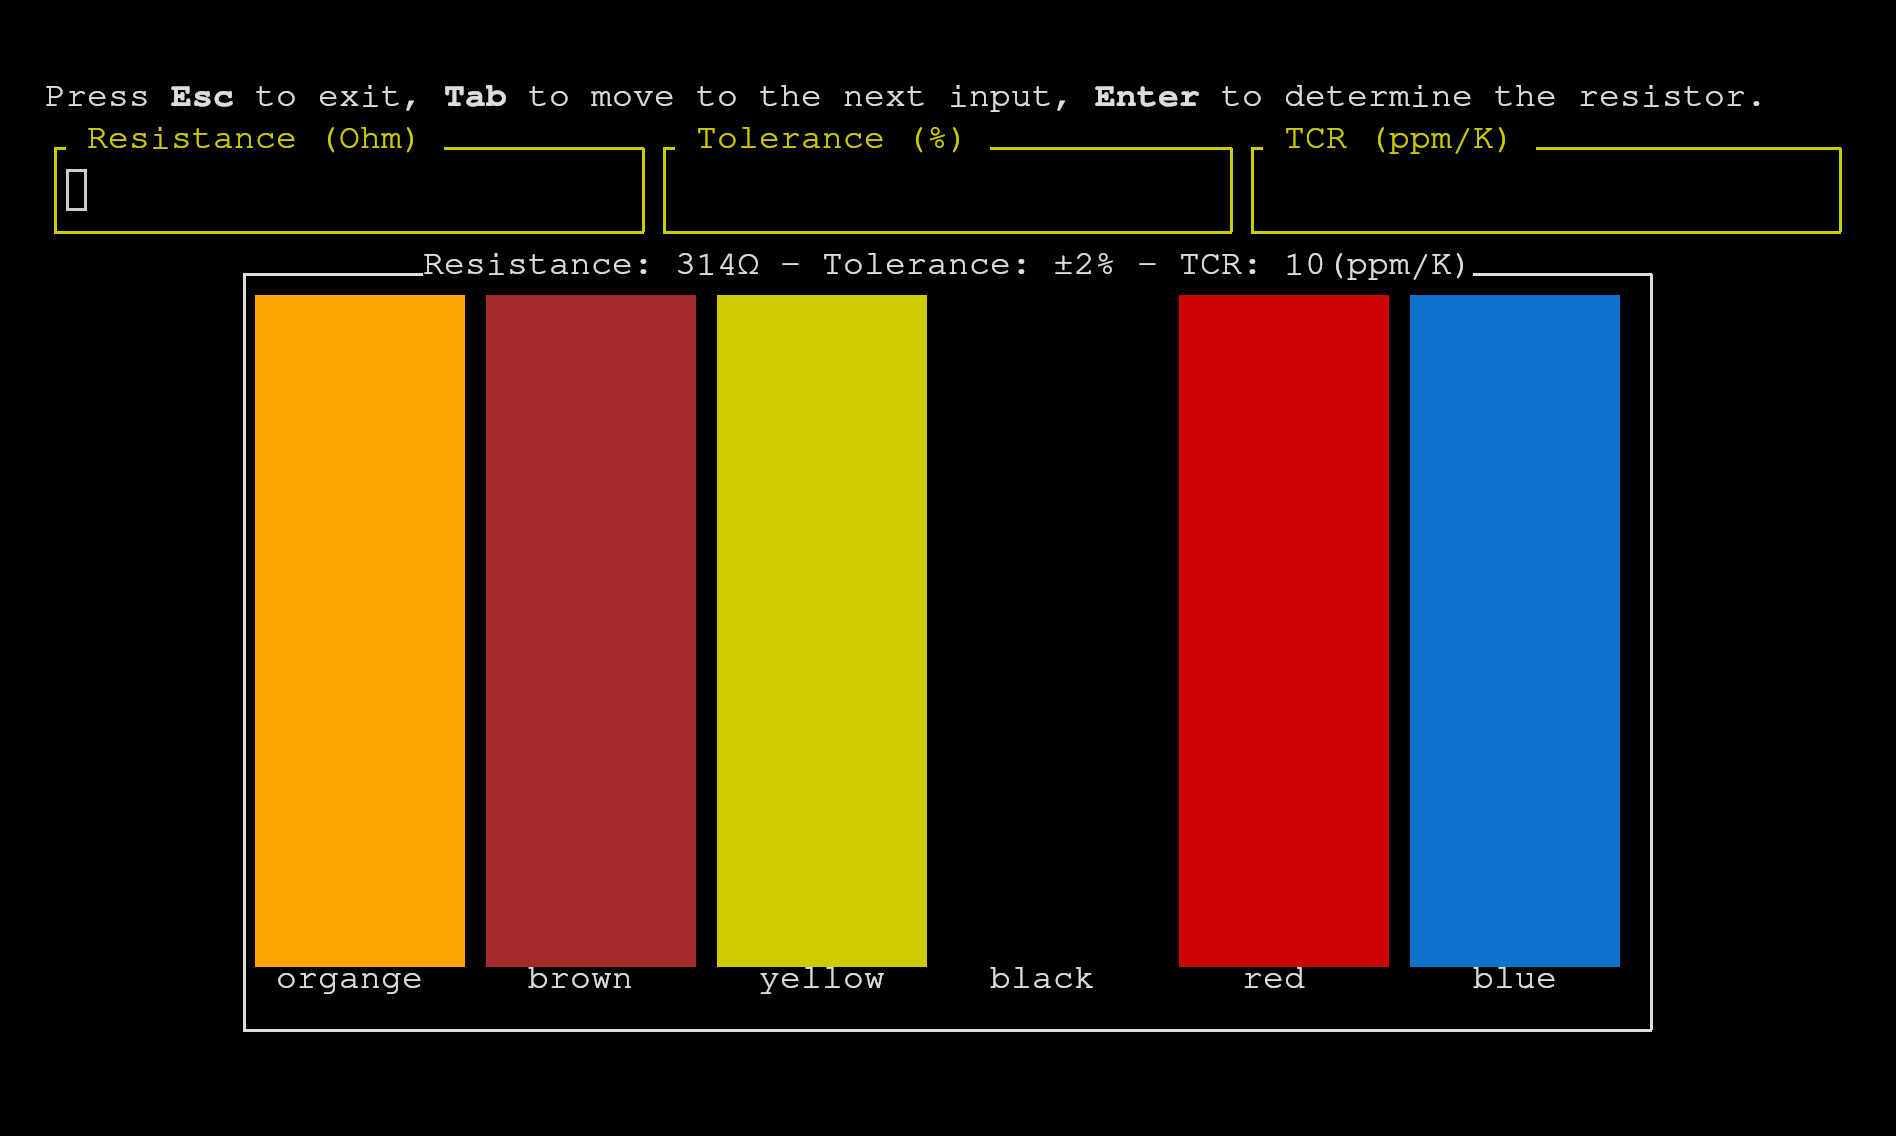 Press Esc to exit, Tab to move to the next input, Enter to determine the resistor.
Resistance (Ohm) Tolerance (%) TCR (ppm/K)
Resistance: 314Ω – Tolerance: ±2% – TCR: 10(ppm/K)
organge brown yellow black red blue